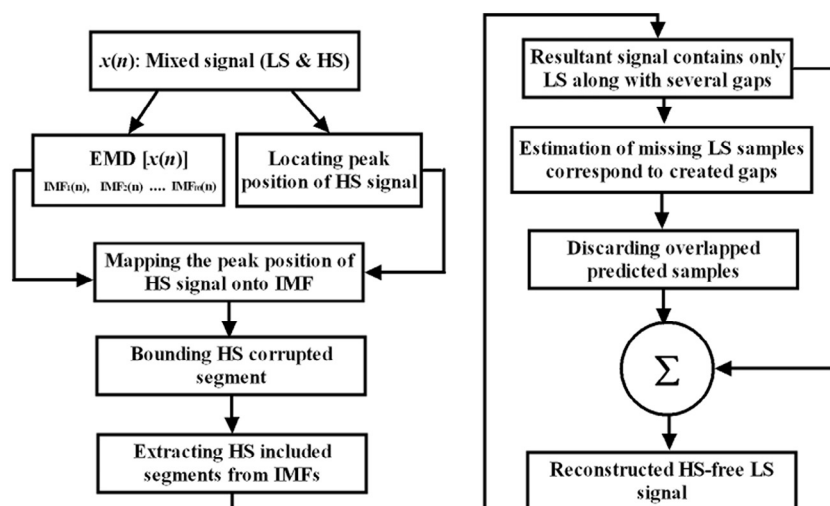 x(n): Mixed signal (LS & HS)
EMD [x(n)]
IMF1(n), IMF2(n) .... IMFm(n)
Locating peak
position of HS signal
Mapping the peak position of
HS signal onto IMF
Bounding HS corrupted
segment
Extracting HS included
segments from IMFs
Resultant signal contains only
LS along with several gaps
Estimation of missing LS samples
correspond to created gaps
Discarding overlapped
predicted samples
Σ
Reconstructed HS-free LS
signal